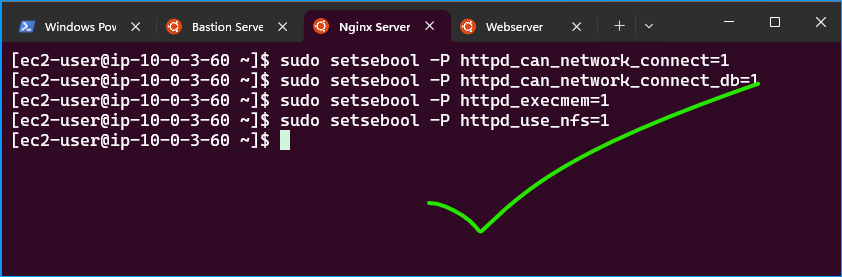 Windows Pow
Bastion Serve
Nginx Server
Webserver
[ec2-user@ip-10-0-3-60 ~]$ sudo setsebool -P httpd_can_network_connect=1
[ec2-user@ip-10-0-3-60 ~]$ sudo setsebool -P httpd_can_network_connect_db=1
[ec2-user@ip-10-0-3-60 ~]$ sudo setsebool -P httpd_execmem=1
[ec2-user@ip-10-0-3-60 ~]$ sudo setsebool -P httpd_use_nfs=1
[ec2-user@ip-10-0-3-60 ~]$